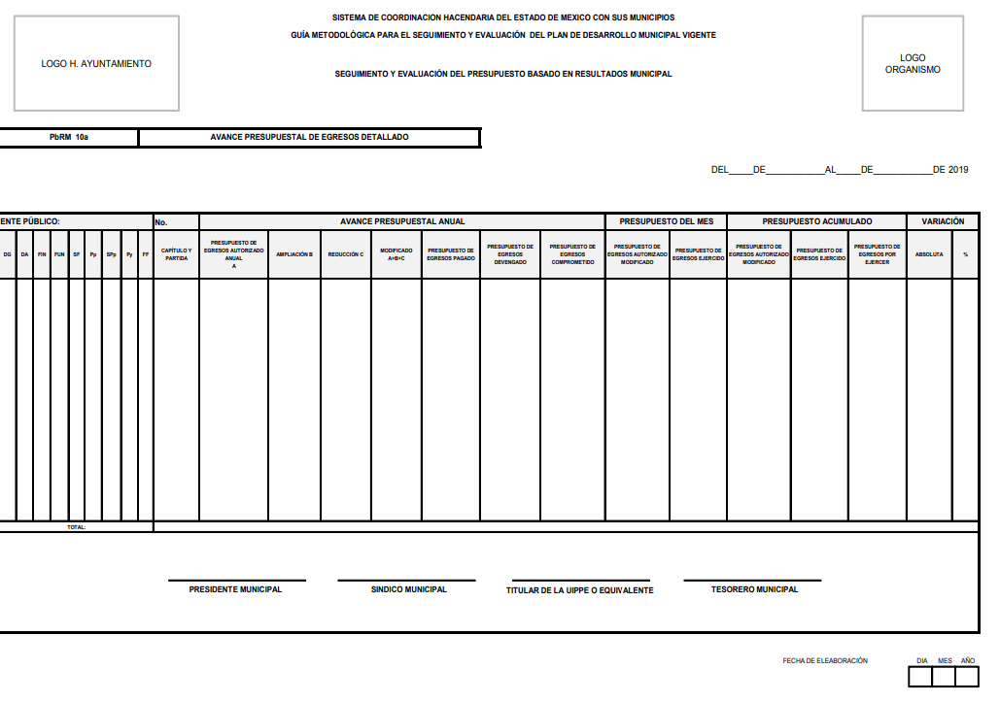 SISTEMA DE COORDINACION HACENDARIA DEL ESTADO DE MEXICO CON SUS MUNICIPIOS
GUÍA METODOLÓGICA PARA EL SEGUIMIENTO Y EVALUACIÓN DEL PLAN DE DESARROLLO MUNICIPAL VIGENTE
LOGO H. AYUNTAMIENTO
LOGO
ORGANISMO
SEGUIMIENTO Y EVALUACIÓN DEL PRESUPUESTO BASADO EN RESULTADOS MUNICIPAL
PbRM 10a AVANCE PRESUPUESTAL DE EGRESOS DETALLADO
DEL_____DE___________AL_____DE___________DE 2019
ENTE PÚBLICO: No. AVANCE PRESUPUESTAL ANUAL PRESUPUESTO DEL MES PRESUPUESTO ACUMULADO VARIACIÓN
DG DA FIN FUN SF Pp SPp Py FF
CAPÍTULO Y
PARTIDA
PRESUPUESTO DE
EGRESOS AUTORIZADO
ANUAL
A
AMPLIACIÓN B
REDUCCIÓN C
MODIFICADO
A+B+C
PRESUPUESTO DE
EGRESOS PAGADO
PRESUPUESTO DE
EGRESOS
DEVENGADO
PRESUPUESTO DE
EGRESOS
COMPROMETIDO
PRESUPUESTO DE
EGRESOS AUTORIZADO
MODIFICADO
PRESUPUESTO DE
EGRESOS EJERCIDO
PRESUPUESTO DE
EGRESOS AUTORIZADO
MODIFICADO
PRESUPUESTO DE
EGRESOS EJERCIDO
PRESUPUESTO DE
EGRESOS POR
EJERCER
ABSOLUTA
%
TOTAL:
PRESIDENTE MUNICIPAL SINDICO MUNICIPAL TITULAR DE LA UIPPE O EQUIVALENTE TESORERO MUNICIPAL
FECHA DE ELEABORACIÓN DIA MES AÑO